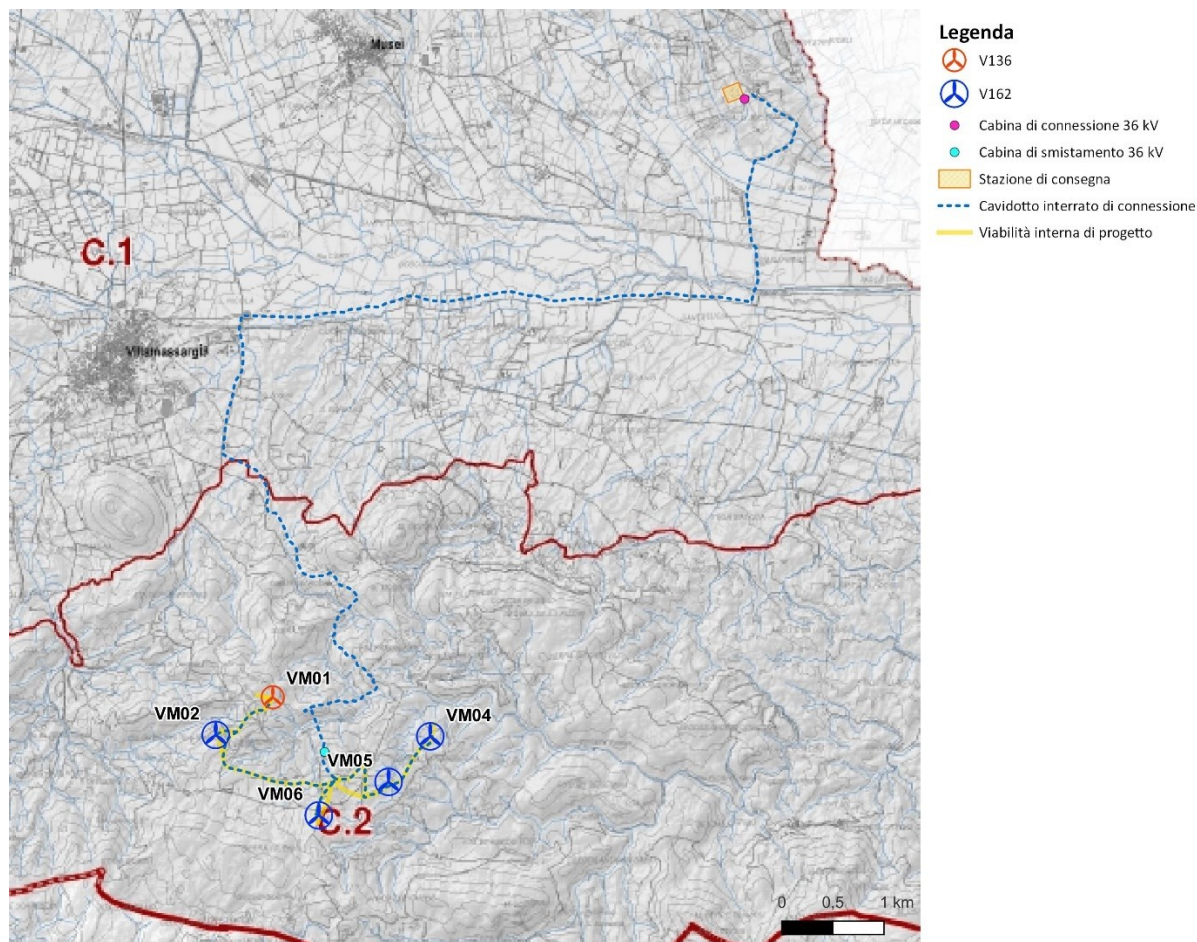 Musei
C.1
Villamassargia
VM01
VM02
VM04
VM05
VM06
C.2
0 0,5 1 km
Legenda
V136
V162
Cabina di connessione 36 kV
Cabina di smistamento 36 kV
Stazione di consegna
Cavidotto interrato di connessione
Viabilità interna di progetto